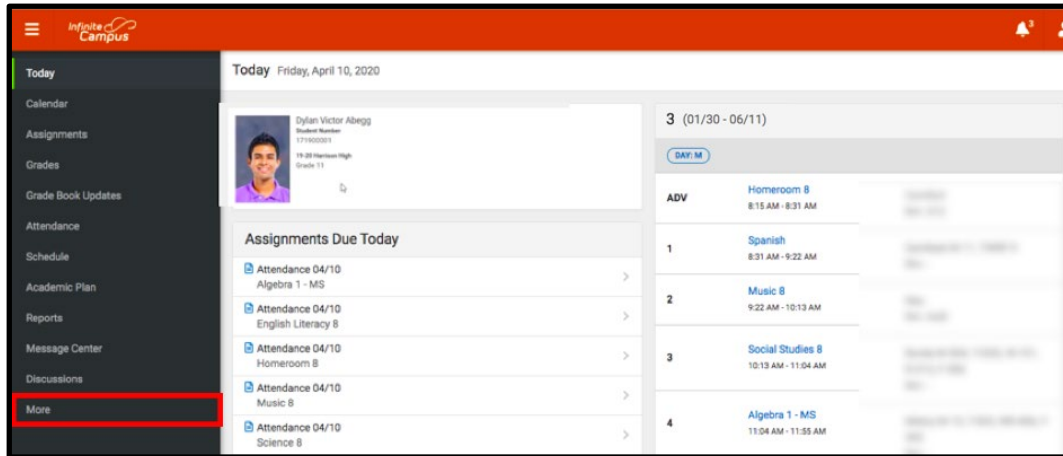 Infinite
Campus
3
Today
Calendar
Assignments
Grades
Grade Book Updates
Attendance
Schedule
Academic Plan
Reports
Message Center
Discussions
More
Today Friday, April 10, 2020
Dylan Victor Abegg
Student Number
171900001
19-20 Harrison High
Grade 11
Assignments Due Today
Attendance 04/10
Algebra 1 - MS
Attendance 04/10
English Literacy 8
Attendance 04/10
Homeroom 8
Attendance 04/10
Music 8
Attendance 04/10
Science 8
3 (01/30 - 06/11)
DAY: M
ADV Homeroom 8
8:15 AM - 8:31 AM
1 Spanish
8:31 AM - 9:22 AM
2 Music 8
9:22 AM - 10:13 AM
3 Social Studies 8
10:13 AM - 11:04 AM
4 Algebra 1 - MS
11:04 AM - 11:55 AM